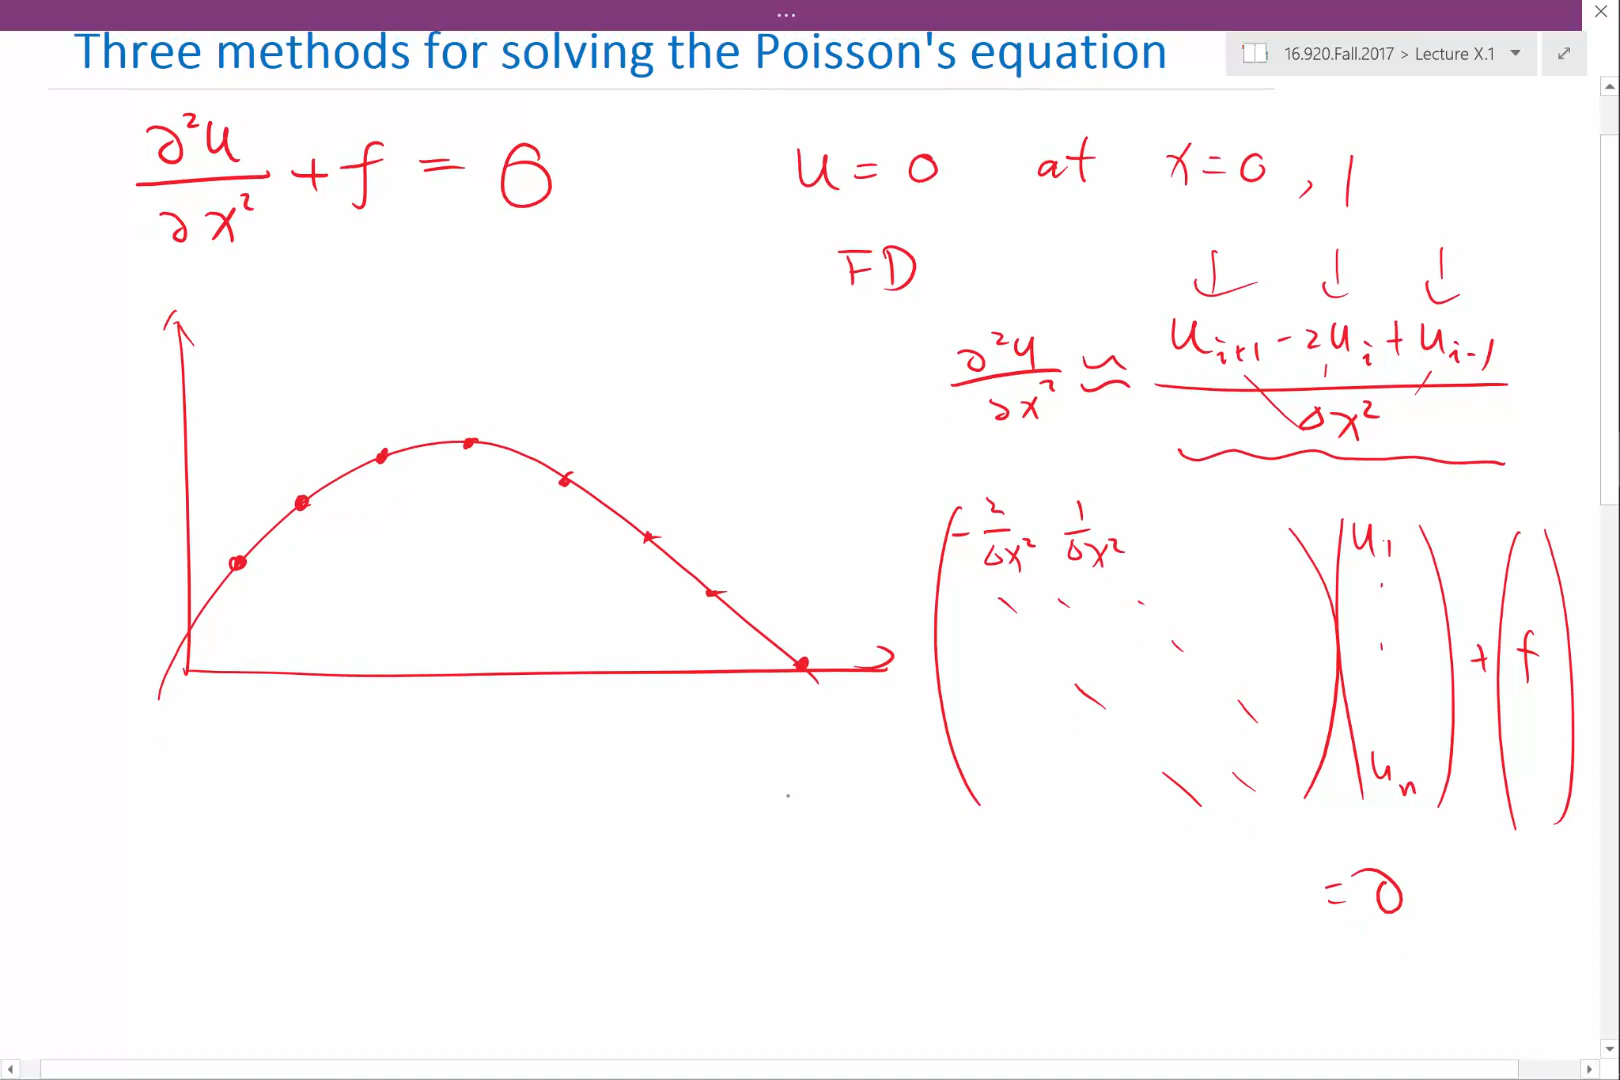 Three methods for solving the Poisson's equation
16.920.Fall.2017 > Lecture X.1
∂²u/∂x² + f = 0
u = 0 at x = 0, 1
FD
∂²u/∂x² ≈ (u_{i+1} - 2u_i + u_{i-1})/Δx²
-2/Δx² 1/Δx²
u_1
+ f
u_n
= 0